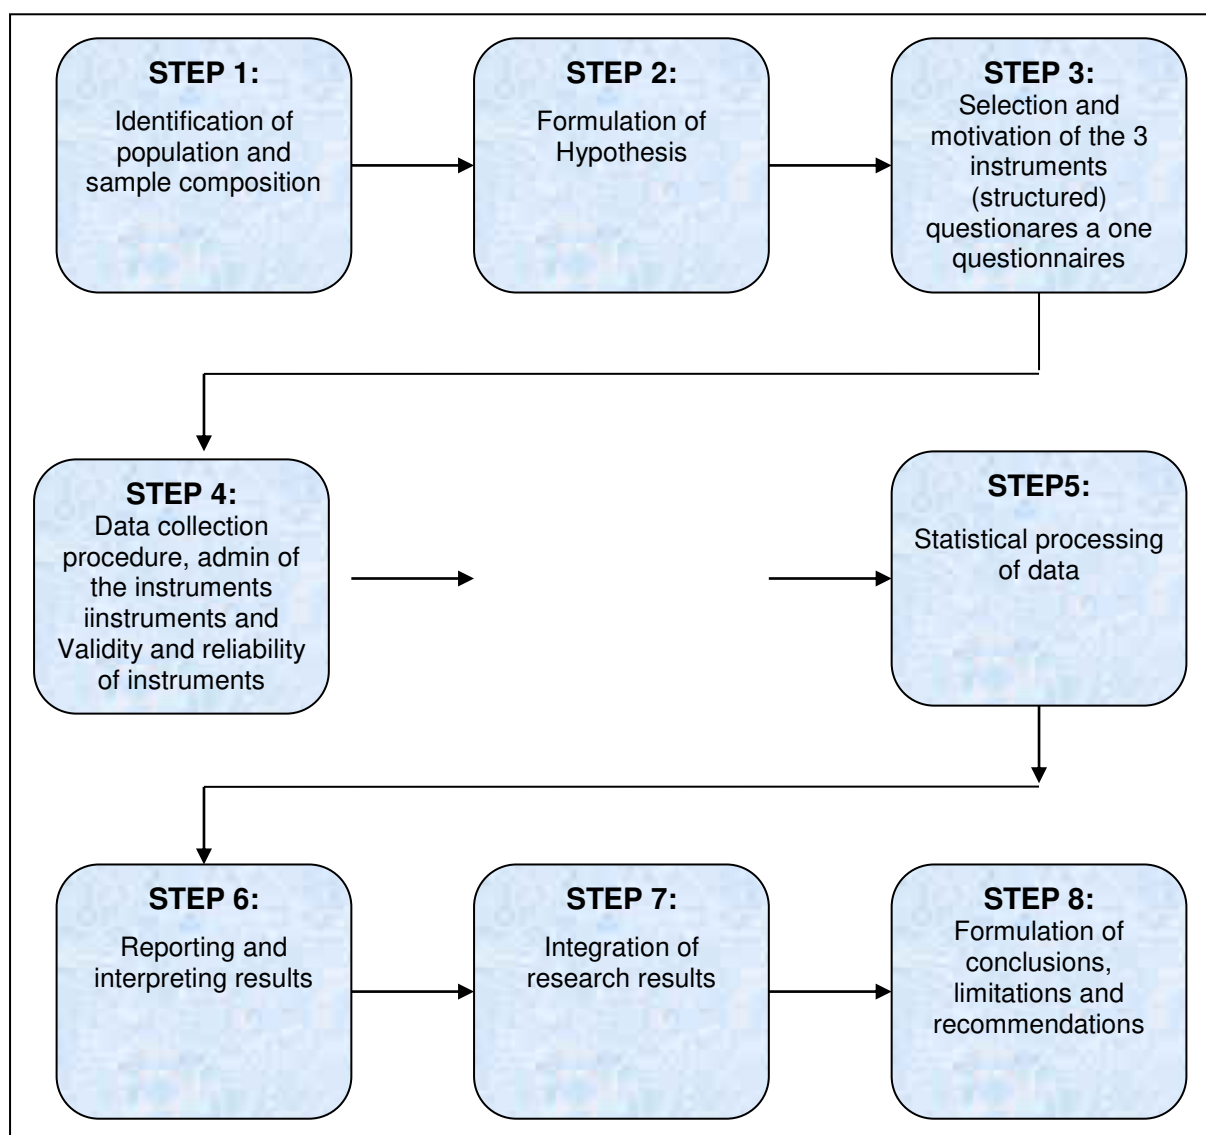 STEP 1:
Identification of
population and
sample composition
STEP 2:
Formulation of
Hypothesis
STEP 3:
Selection and
motivation of the 3
instruments
(structured)
questionares a one
questionnaires
STEP 4:
Data collection
procedure, admin of
the instruments
iinstruments and
Validity and reliability
of instruments
STEP5:
Statistical processing
of data
STEP 6:
Reporting and
interpreting results
STEP 7:
Integration of
research results
STEP 8:
Formulation of
conclusions,
limitations and
recommendations